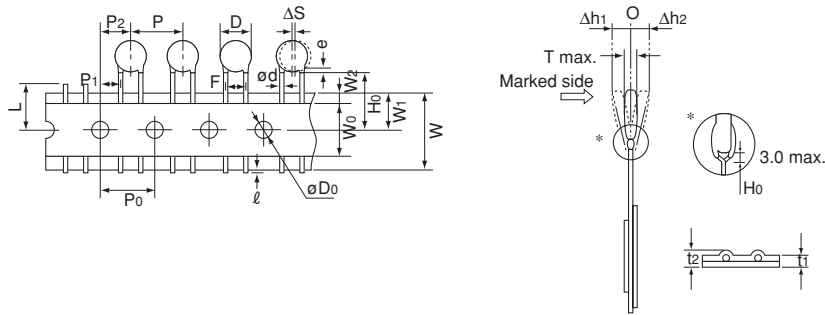 P2 P D ΔS
e
P1 F ød W2 H0 W1
L W0 W
P0 ℓ øD0
Δh1 O Δh2
T max.
Marked side
* *
3.0 max.
H0
t2 t1